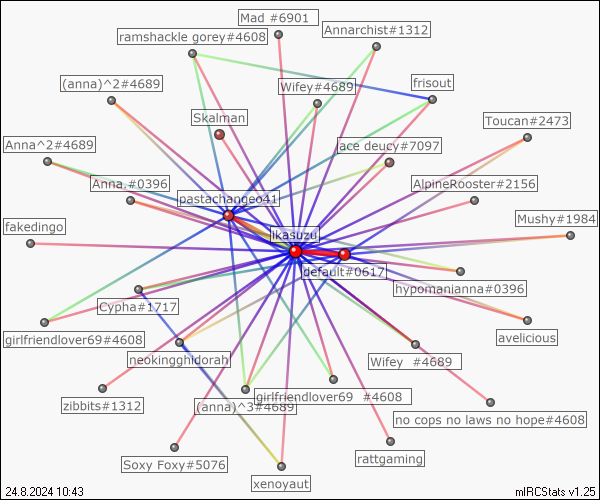 Mad #6901
Annarchist#1312
ramshackle gorey#4608
(anna)^2#4689
Wifey#4689
frisout
Skalman
Toucan#2473
Anna^2#4689
ace deucy#7097
Anna,#0396
AlpineRooster#2156
pastachangeo41
Mushy#1984
fakedingo
ikasuzu
default#0617
hypomanianna#0396
Cypha#1717
girlfriendlover69#4608
avelicious
neokingghidorah
Wifey #4689
girlfriendlover69 #4608
zibbits#1312
(anna)^3#4689
no cops no laws no hope#4608
Soxy Foxy#5076
rattgaming
xenoyaut
24.8.2024 10:43
mIRCStats v1.25